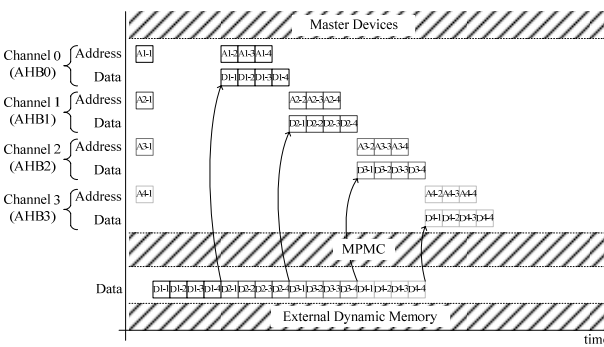 Master Devices
Channel 0 Address A1-1 A1-2 A1-3 A1-4
(AHB0) Data D1-1 D1-2 D1-3 D1-4
Channel 1 Address A2-1 A2-2 A2-3 A2-4
(AHB1) Data D2-1 D2-2 D2-3 D2-4
Channel 2 Address A3-1 A3-2 A3-3 A3-4
(AHB2) Data D3-1 D3-2 D3-3 D3-4
Channel 3 Address A4-1 A4-2 A4-3 A4-4
(AHB3) Data D4-1 D4-2 D4-3 D4-4
MPMC
Data D1-1 D1-2 D1-3 D1-4 D2-1 D2-2 D2-3 D2-4 D3-1 D3-2 D3-3 D3-4 D4-1 D4-2 D4-3 D4-4
External Dynamic Memory
time